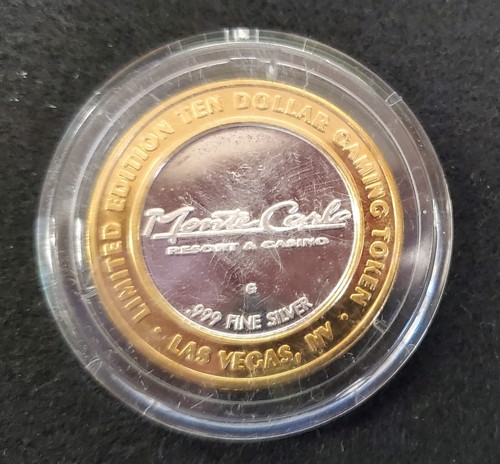 LIMITED EDITION TEN DOLLAR GAMING TOKEN
Monte Carlo
RESORT & CASINO
G
.999 FINE SILVER
· LAS VEGAS, NV ·